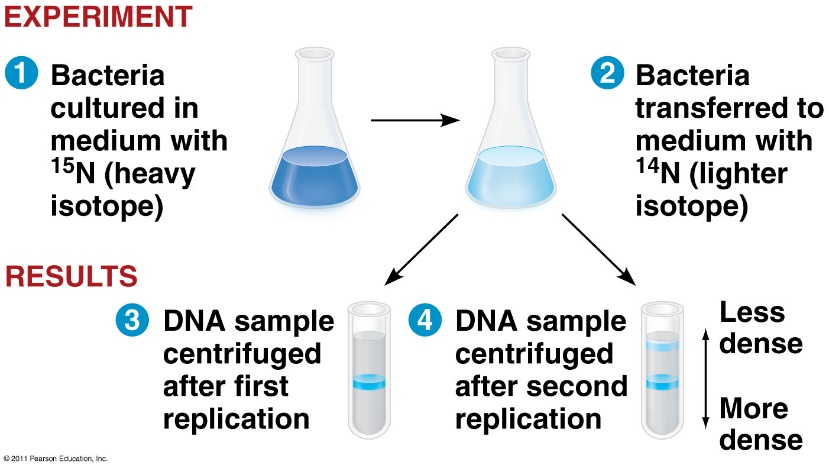 EXPERIMENT
1 Bacteria
cultured in
medium with
15N (heavy
isotope)
2 Bacteria
transferred to
medium with
14N (lighter
isotope)
RESULTS
3 DNA sample
centrifuged
after first
replication
4 DNA sample
centrifuged
after second
replication
Less
dense
More
dense
© 2011 Pearson Education, Inc.